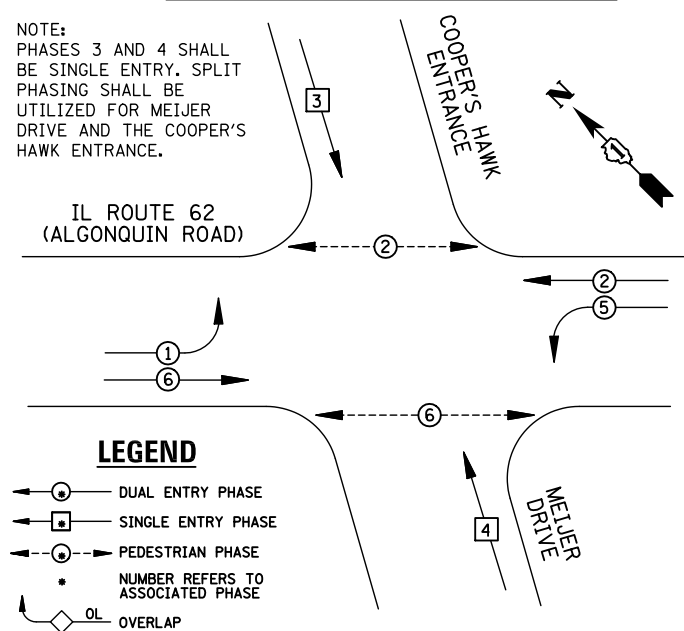 NOTE:
PHASES 3 AND 4 SHALL
BE SINGLE ENTRY. SPLIT
PHASING SHALL BE
UTILIZED FOR MEIJER
DRIVE AND THE COOPER'S
HAWK ENTRANCE.
3
COOPER'S HAWK
ENTRANCE
N
1
IL ROUTE 62
(ALGONQUIN ROAD)
2
2
5
1
6
6
4
MEIJER
DRIVE
LEGEND
* DUAL ENTRY PHASE
* SINGLE ENTRY PHASE
* PEDESTRIAN PHASE
* NUMBER REFERS TO
ASSOCIATED PHASE
OL OVERLAP